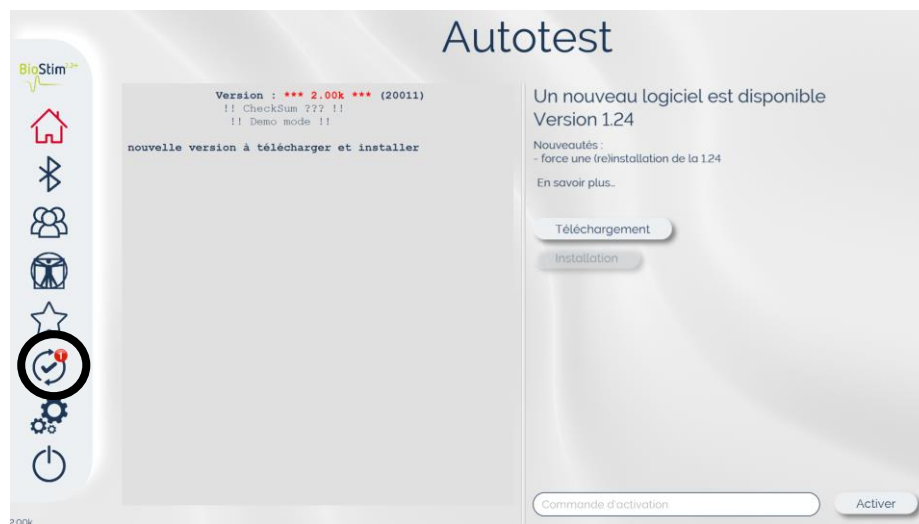 Autotest
BioStim
Version : *** 2.00k *** (20011)
!! CheckSum ??? !!
!! Demo mode !!
nouvelle version à télécharger et installer
Un nouveau logiciel est disponible
Version 1.24
Nouveautés :
- force une (re)installation de la 1.24
En savoir plus...
Téléchargement
Installation
1
Commande d'activation
Activer
2.00k